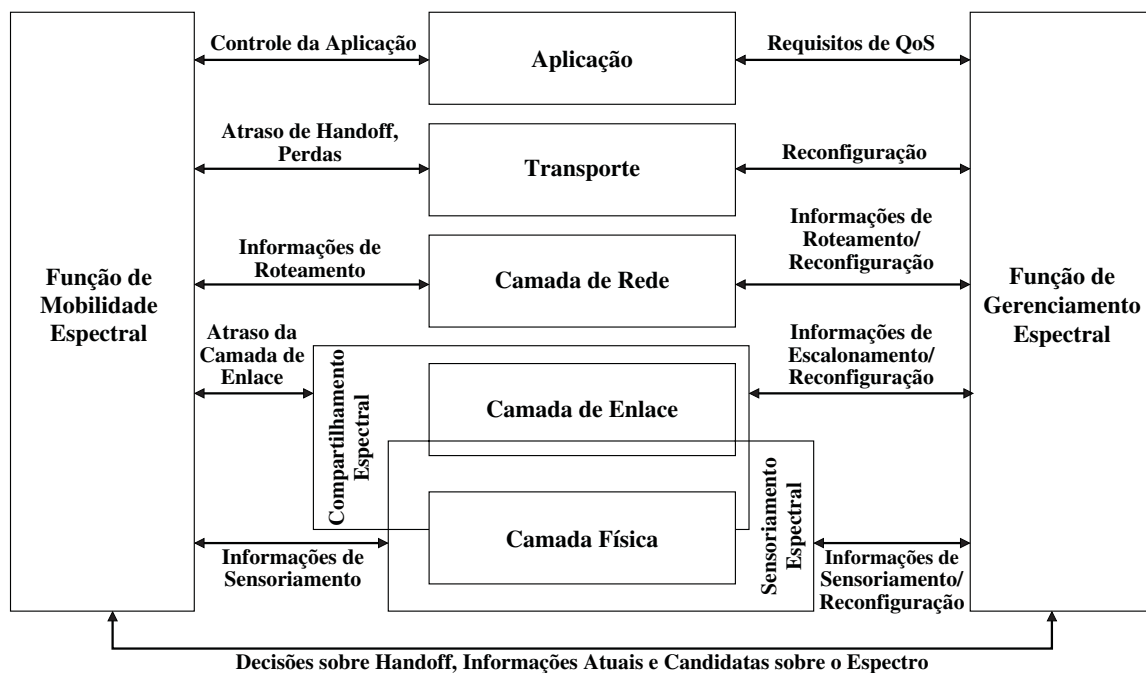 Controle da Aplicação
Aplicação
Requisitos de QoS
Atraso de Handoff,
Perdas
Transporte
Reconfiguração
Informações de
Roteamento
Camada de Rede
Informações de
Roteamento/
Reconfiguração
Função de
Mobilidade
Espectral
Função de
Gerenciamento
Espectral
Atraso da
Camada de
Enlace
Compartilhamento
Espectral
Camada de Enlace
Informações de
Escalonamento/
Reconfiguração
Informações de
Sensoriamento
Camada Física
Sensoriamento
Espectral
Informações de
Sensoriamento/
Reconfiguração
Decisões sobre Handoff, Informações Atuais e Candidatas sobre o Espectro